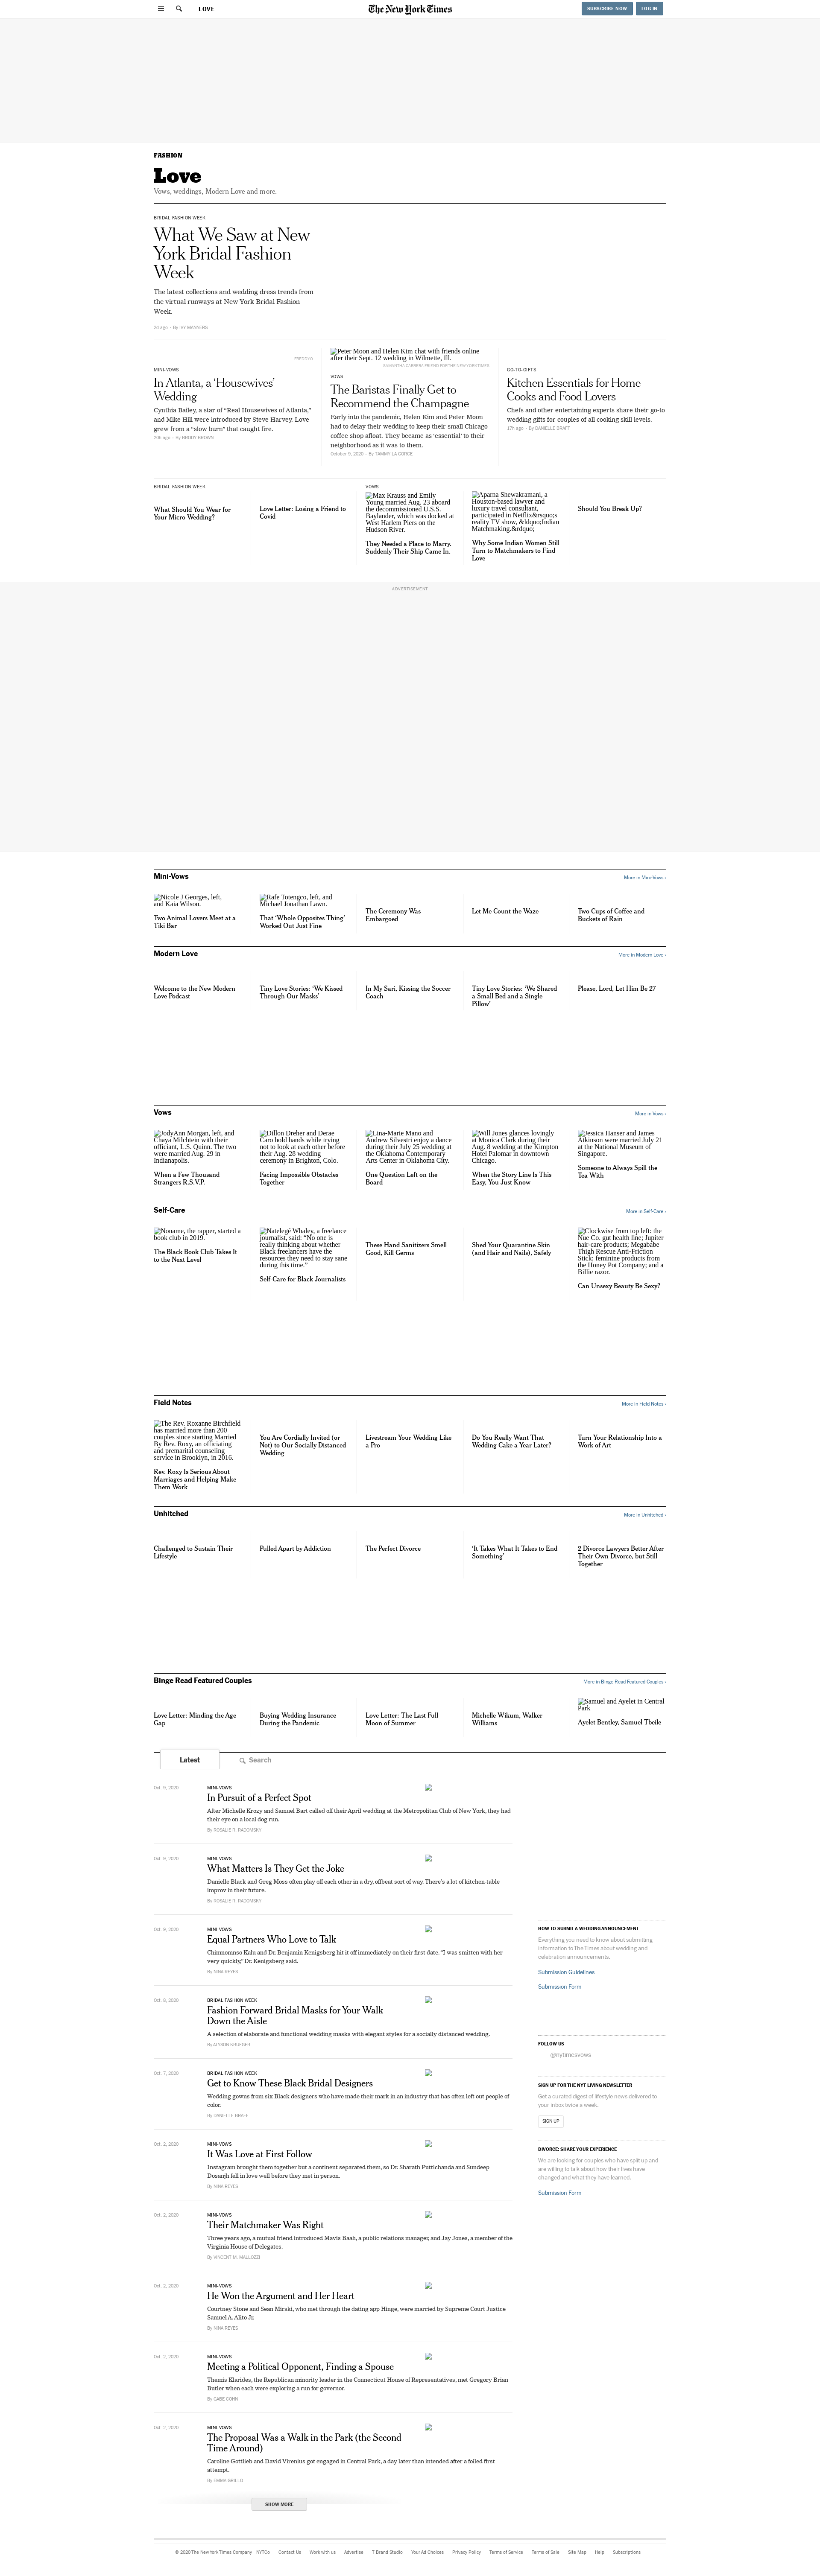 LOVE
The New York Times
SUBSCRIBE NOW
LOG IN
FASHION
Love
Vows, weddings, Modern Love and more.
BRIDAL FASHION WEEK
What We Saw at New
York Bridal Fashion
Week
The latest collections and wedding dress trends from
the virtual runways at New York Bridal Fashion
Week.
2d ago · By IVY MANNERS
MINI-VOWS
In Atlanta, a ‘Housewives’
Wedding
Cynthia Bailey, a star of “Real Housewives of Atlanta,”
and Mike Hill were introduced by Steve Harvey. Love
grew from a “slow burn” that caught fire.
20h ago · By BRODY BROWN
Peter Moon and Helen Kim chat with friends online
after their Sept. 12 wedding in Wilmette, Ill.
VOWS
The Baristas Finally Get to
Recommend the Champagne
Early into the pandemic, Helen Kim and Peter Moon
had to delay their wedding to keep their small Chicago
coffee shop afloat. They became as ‘essential’ to their
neighborhood as it was to them.
October 9, 2020 · By TAMMY LA GORCE
GO-TO-GIFTS
Kitchen Essentials for Home
Cooks and Food Lovers
Chefs and other entertaining experts share their go-to
wedding gifts for couples of all cooking skill levels.
17h ago · By DANIELLE BRAFF
BRIDAL FASHION WEEK
What Should You Wear for
Your Micro Wedding?
Love Letter: Losing a Friend to
Covid
VOWS
Max Krauss and Emily
Young married Aug. 23 aboard
the decommissioned U.S.S.
Baylander, which was docked at
West Harlem Piers on the
Hudson River.
They Needed a Place to Marry.
Suddenly Their Ship Came In.
Aparna Shewakramani, a
Houston-based lawyer and
luxury travel consultant,
participated in Netflix&rsquo;s
reality TV show, &ldquo;Indian
Matchmaking.&rdquo;
Why Some Indian Women Still
Turn to Matchmakers to Find
Love
Should You Break Up?
ADVERTISEMENT
Mini-Vows
More in Mini-Vows ›
Nicole J Georges, left,
and Kaia Wilson.
Two Animal Lovers Meet at a
Tiki Bar
Rafe Totengco, left, and
Michael Jonathan Lawn.
That ‘Whole Opposites Thing’
Worked Out Just Fine
The Ceremony Was
Embargoed
Let Me Count the Waze
Two Cups of Coffee and
Buckets of Rain
Modern Love
More in Modern Love ›
Welcome to the New Modern
Love Podcast
Tiny Love Stories: ‘We Kissed
Through Our Masks’
In My Sari, Kissing the Soccer
Coach
Tiny Love Stories: ‘We Shared
a Small Bed and a Single
Pillow’
Please, Lord, Let Him Be 27
Vows
More in Vows ›
JodyAnn Morgan, left, and
Chaya Milchtein with their
officiant, L.S. Quinn. The two
were married Aug. 29 in
Indianapolis.
When a Few Thousand
Strangers R.S.V.P.
Dillon Dreher and Derae
Caro hold hands while trying
not to look at each other before
their Aug. 28 wedding
ceremony in Brighton, Colo.
Facing Impossible Obstacles
Together
Lina-Marie Mano and
Andrew Silvestri enjoy a dance
during their July 25 wedding at
the Oklahoma Contemporary
Arts Center in Oklahoma City.
One Question Left on the
Board
Will Jones glances lovingly
at Monica Clark during their
Aug. 8 wedding at the Kimpton
Hotel Palomar in downtown
Chicago.
When the Story Line Is This
Easy, You Just Know
Jessica Hanser and James
Atkinson were married July 21
at the National Museum of
Singapore.
Someone to Always Spill the
Tea With
Self-Care
More in Self-Care ›
Noname, the rapper, started a
book club in 2019.
The Black Book Club Takes It
to the Next Level
Natelegé Whaley, a freelance
journalist, said: “No one is
really thinking about whether
Black freelancers have the
resources they need to stay sane
during this time.”
Self-Care for Black Journalists
These Hand Sanitizers Smell
Good, Kill Germs
Shed Your Quarantine Skin
(and Hair and Nails), Safely
Clockwise from top left: the
Nue Co. gut health line; Jupiter
hair-care products; Megababe
Thigh Rescue Anti-Friction
Stick; feminine products from
the Honey Pot Company; and a
Billie razor.
Can Unsexy Beauty Be Sexy?
Field Notes
More in Field Notes ›
The Rev. Roxanne Birchfield
has married more than 200
couples since starting Married
By Rev. Roxy, an officiating
and premarital counseling
service in Brooklyn, in 2016.
Rev. Roxy Is Serious About
Marriages and Helping Make
Them Work
You Are Cordially Invited (or
Not) to Our Socially Distanced
Wedding
Livestream Your Wedding Like
a Pro
Do You Really Want That
Wedding Cake a Year Later?
Turn Your Relationship Into a
Work of Art
Unhitched
More in Unhitched ›
Challenged to Sustain Their
Lifestyle
Pulled Apart by Addiction
The Perfect Divorce
‘It Takes What It Takes to End
Something’
2 Divorce Lawyers Better After
Their Own Divorce, but Still
Together
Binge Read Featured Couples
More in Binge Read Featured Couples ›
Love Letter: Minding the Age
Gap
Buying Wedding Insurance
During the Pandemic
Love Letter: The Last Full
Moon of Summer
Michelle Wikum, Walker
Williams
Samuel and Ayelet in Central
Park
Ayelet Bentley, Samuel Tbeile
Latest
Search
Oct. 9, 2020
MINI-VOWS
In Pursuit of a Perfect Spot
After Michelle Krozy and Samuel Bart called off their April wedding at the Metropolitan Club of New York, they had
their eye on a local dog run.
By ROSALIE R. RADOMSKY
Oct. 9, 2020
MINI-VOWS
What Matters Is They Get the Joke
Danielle Black and Greg Moss often play off each other in a dry, offbeat sort of way. There’s a lot of kitchen-table
improv in their future.
By ROSALIE R. RADOMSKY
Oct. 9, 2020
MINI-VOWS
Equal Partners Who Love to Talk
Chimnomnso Kalu and Dr. Benjamin Kenigsberg hit it off immediately on their first date. “I was smitten with her
very quickly,” Dr. Kenigsberg said.
By NINA REYES
Oct. 8, 2020
BRIDAL FASHION WEEK
Fashion Forward Bridal Masks for Your Walk
Down the Aisle
A selection of elaborate and functional wedding masks with elegant styles for a socially distanced wedding.
By ALYSON KRUEGER
Oct. 7, 2020
BRIDAL FASHION WEEK
Get to Know These Black Bridal Designers
Wedding gowns from six Black designers who have made their mark in an industry that has often left out people of
color.
By DANIELLE BRAFF
Oct. 2, 2020
MINI-VOWS
It Was Love at First Follow
Instagram brought them together but a continent separated them, so Dr. Sharath Puttichanda and Sundeep
Dosanjh fell in love well before they met in person.
By NINA REYES
Oct. 2, 2020
MINI-VOWS
Their Matchmaker Was Right
Three years ago, a mutual friend introduced Mavis Baah, a public relations manager, and Jay Jones, a member of the
Virginia House of Delegates.
By VINCENT M. MALLOZZI
Oct. 2, 2020
MINI-VOWS
He Won the Argument and Her Heart
Courtney Stone and Sean Mirski, who met through the dating app Hinge, were married by Supreme Court Justice
Samuel A. Alito Jr.
By NINA REYES
Oct. 2, 2020
MINI-VOWS
Meeting a Political Opponent, Finding a Spouse
Themis Klarides, the Republican minority leader in the Connecticut House of Representatives, met Gregory Brian
Butler when each were exploring a run for governor.
By GABE COHN
Oct. 2, 2020
MINI-VOWS
The Proposal Was a Walk in the Park (the Second
Time Around)
Caroline Gottlieb and David Virenius got engaged in Central Park, a day later than intended after a foiled first
attempt.
By EMMA GRILLO
SHOW MORE
HOW TO SUBMIT A WEDDING ANNOUNCEMENT
Everything you need to know about submitting
information to The Times about wedding and
celebration announcements.
Submission Guidelines
Submission Form
FOLLOW US
@nytimesvows
SIGN UP FOR THE NYT LIVING NEWSLETTER
Get a curated digest of lifestyle news delivered to
your inbox twice a week.
SIGN UP
DIVORCE: SHARE YOUR EXPERIENCE
We are looking for couples who have split up and
are willing to talk about how their lives have
changed and what they have learned.
Submission Form
© 2020 The New York Times Company
NYTCo
Contact Us
Work with us
Advertise
T Brand Studio
Your Ad Choices
Privacy Policy
Terms of Service
Terms of Sale
Site Map
Help
Subscriptions